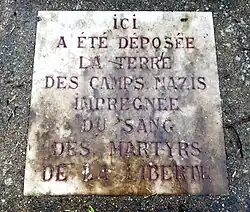 ICI
A ÉTÉ DÉPOSÉE
LA TERRE
DES CAMPS NAZIS
IMPRÉGNÉE
DU SANG
DES MARTYRS
DE LA LIBERTÉ